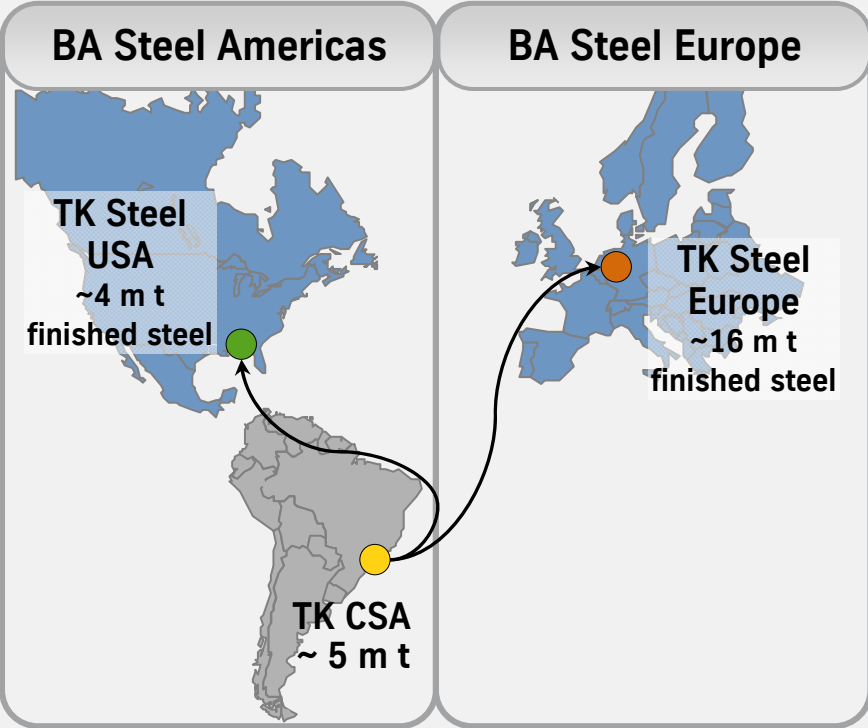 BA Steel Americas
BA Steel Europe
TK Steel
USA
~4 m t
finished steel
TK Steel
Europe
~16 m t
finished steel
TK CSA
~ 5 m t